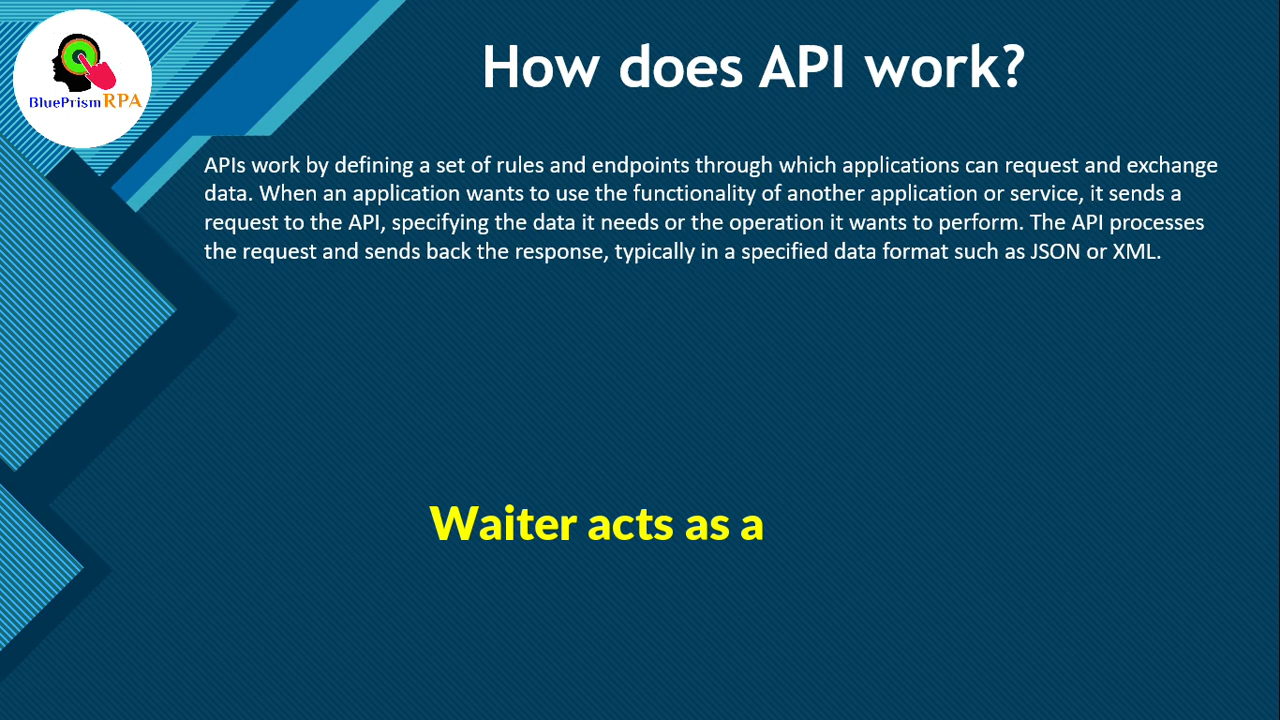 BluePrism RPA
How does API work?
APIs work by defining a set of rules and endpoints through which applications can request and exchange
data. When an application wants to use the functionality of another application or service, it sends a
request to the API, specifying the data it needs or the operation it wants to perform. The API processes
the request and sends back the response, typically in a specified data format such as JSON or XML.
Waiter acts as a